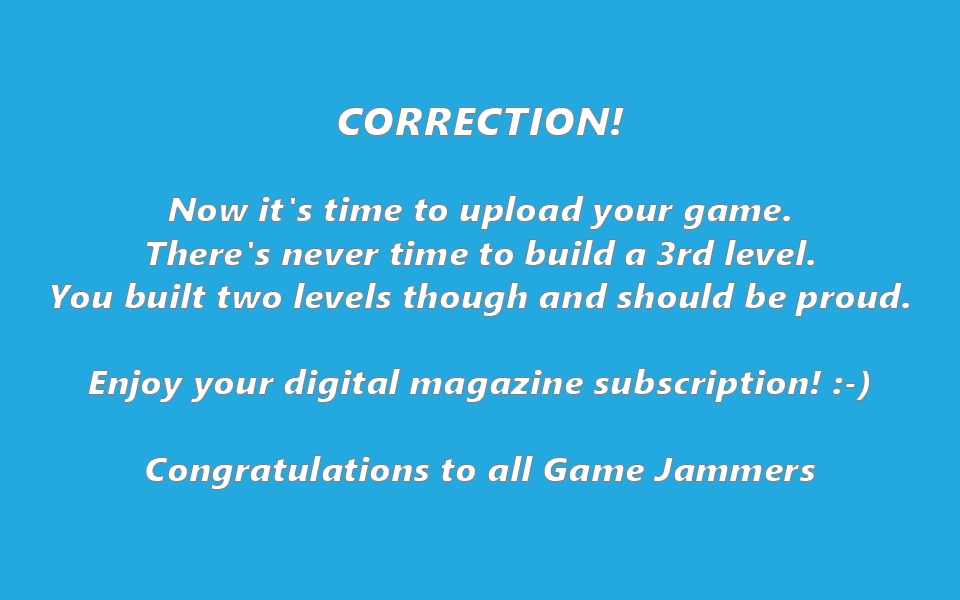 CORRECTION!
Now it's time to upload your game.
There's never time to build a 3rd level.
You built two levels though and should be proud.
Enjoy your digital magazine subscription! :-)
Congratulations to all Game Jammers